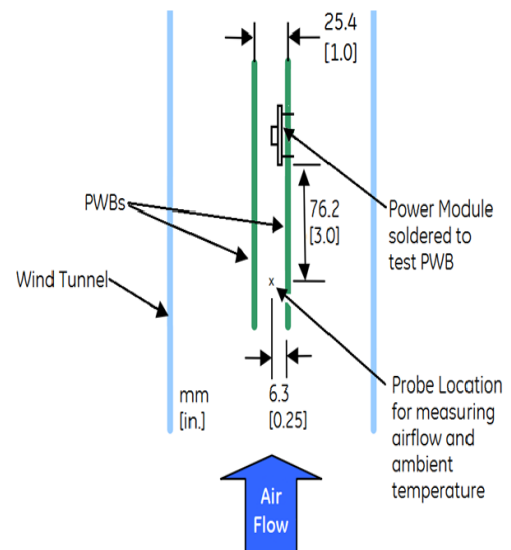 25.4
[1.0]
PWBs
76.2
[3.0]
Power Module
soldered to
test PWB
Wind Tunnel
x
mm
[in.]
6.3
[0.25]
Probe Location
for measuring
airflow and
ambient
temperature
Air
Flow